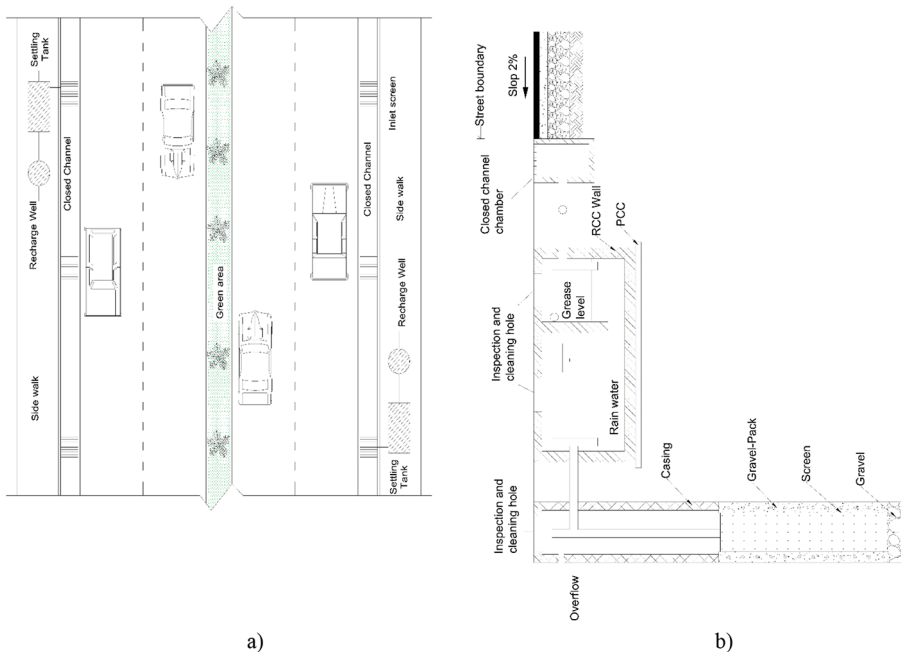 Settling
Tank
Recharge Well
Side walk
Closed Channel
Green area
Closed Channel
Inlet screen
Side walk
Recharge Well
Settling
Tank
a)
Street boundary
Slop 2%
Closed channel
chamber
RCC Wall
PCC
Inspection and
cleaning hole
Grease
level
Rain water
Inspection and
cleaning hole
Casing
Gravel-Pack
Screen
Gravel
Overflow
b)